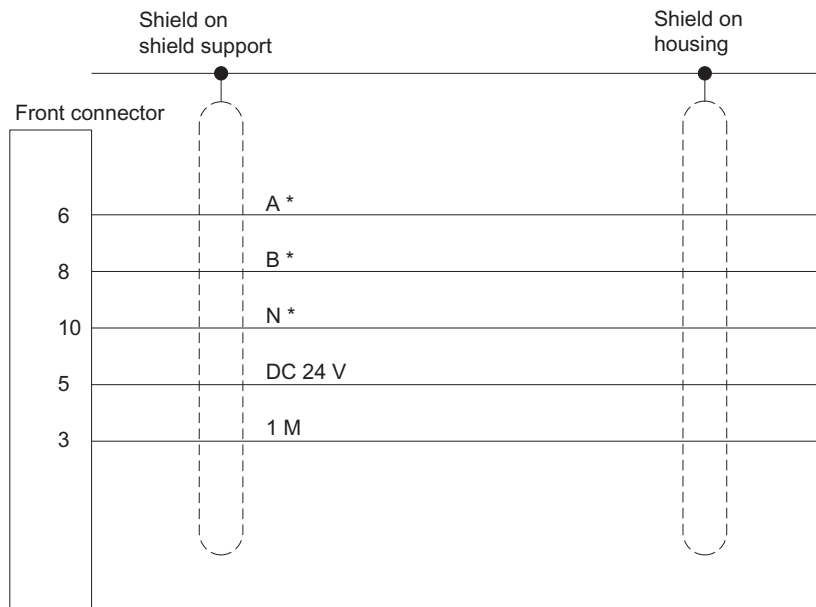 Shield on
shield support
Shield on
housing
Front connector
6 A *
8 B *
10 N *
5 DC 24 V
3 1 M